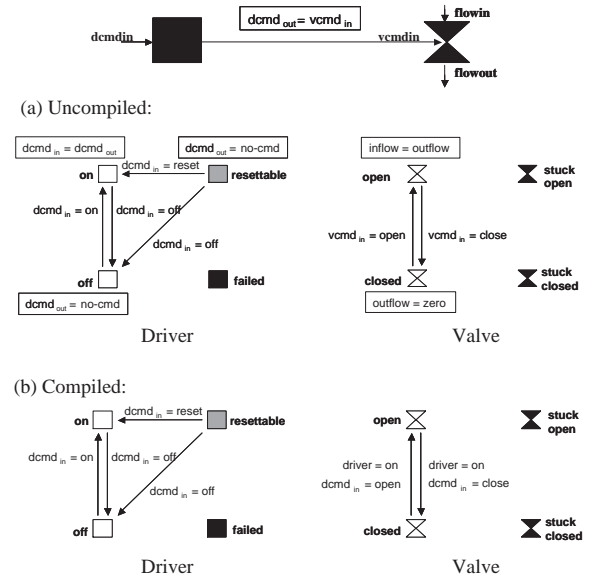 dcmd out = vcmd in
flowin
dcmdin
vcmdin
flowout
(a) Uncompiled:
dcmd in = dcmd out
dcmd out = no-cmd
inflow = outflow
on
dcmd in = reset
resettable
open
stuck open
dcmd in = on
dcmd in = off
dcmd in = off
vcmd in = open
vcmd in = close
off
failed
closed
stuck closed
dcmd out = no-cmd
outflow = zero
Driver
Valve
(b) Compiled:
on
dcmd in = reset
resettable
open
stuck open
dcmd in = on
dcmd in = off
dcmd in = off
driver = on
dcmd in = open
driver = on
dcmd in = close
off
failed
closed
stuck closed
Driver
Valve